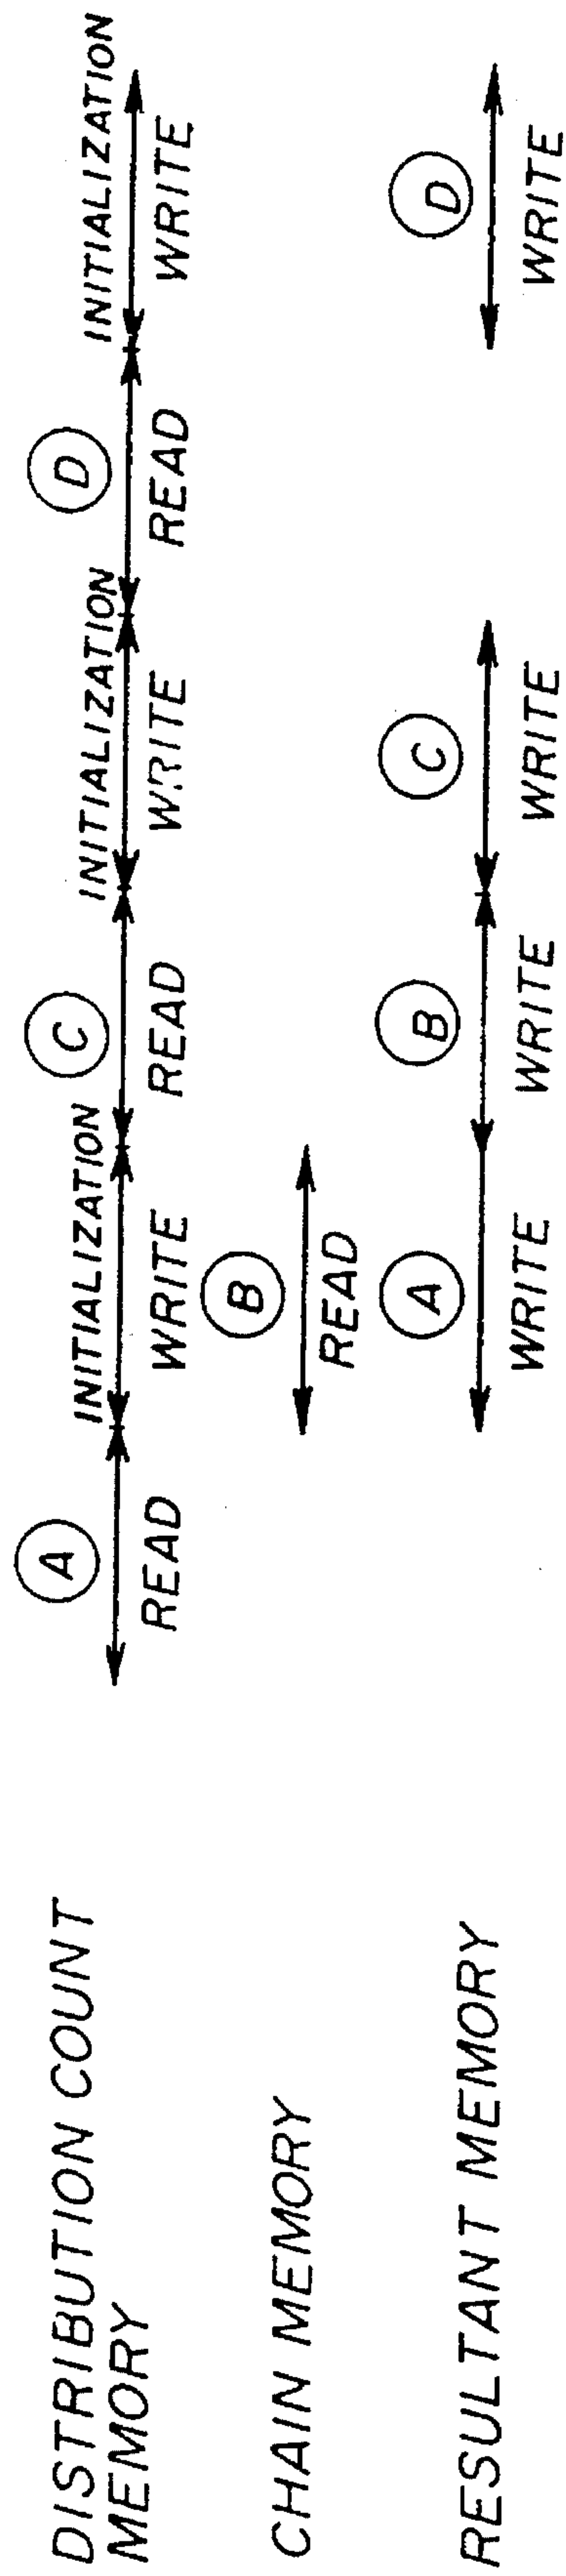 DISTRIBUTION COUNT
MEMORY
A
READ
INITIALIZATION
WRITE
C
READ
INITIALIZATION
WRITE
D
READ
INITIALIZATION
WRITE
CHAIN MEMORY
B
READ
RESULTANT MEMORY
A
WRITE
B
WRITE
C
WRITE
D
WRITE